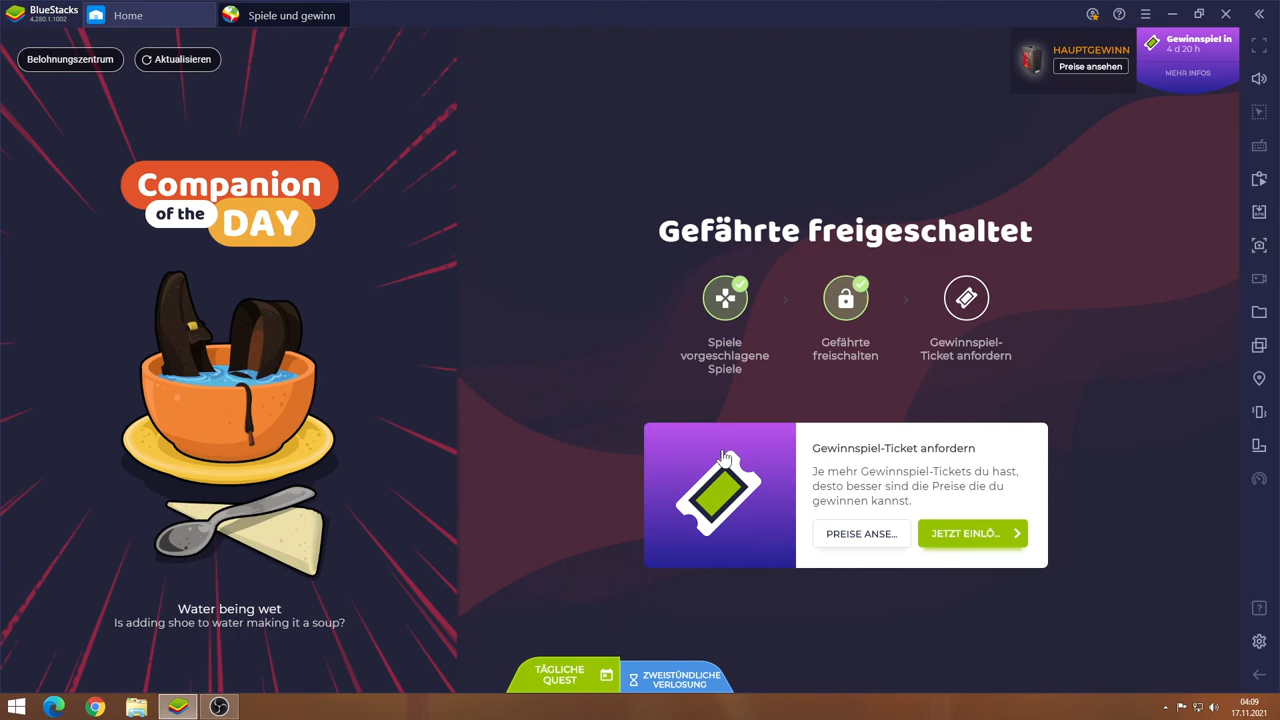 BlueStacks
4.280.1.1002
Home
Spiele und gewinn
Belohnungszentrum
Aktualisieren
HAUPTGEWINN
Preise ansehen
Gewinnspiel in
4 d 20 h
MEHR INFOS
Companion
of the
DAY
Water being wet
Is adding shoe to water making it a soup?
Gefährte freigeschaltet
Spiele
vorgeschlagene
Spiele
Gefährte
freischalten
Gewinnspiel-
Ticket anfordern
Gewinnspiel-Ticket anfordern
Je mehr Gewinnspiel-Tickets du hast,
desto besser sind die Preise die du
gewinnen kannst.
PREISE ANSE...
JETZT EINLÖ...
TÄGLICHE
QUEST
ZWEISTÜNDLICHE
VERLOSUNG
04:09
17.11.2021